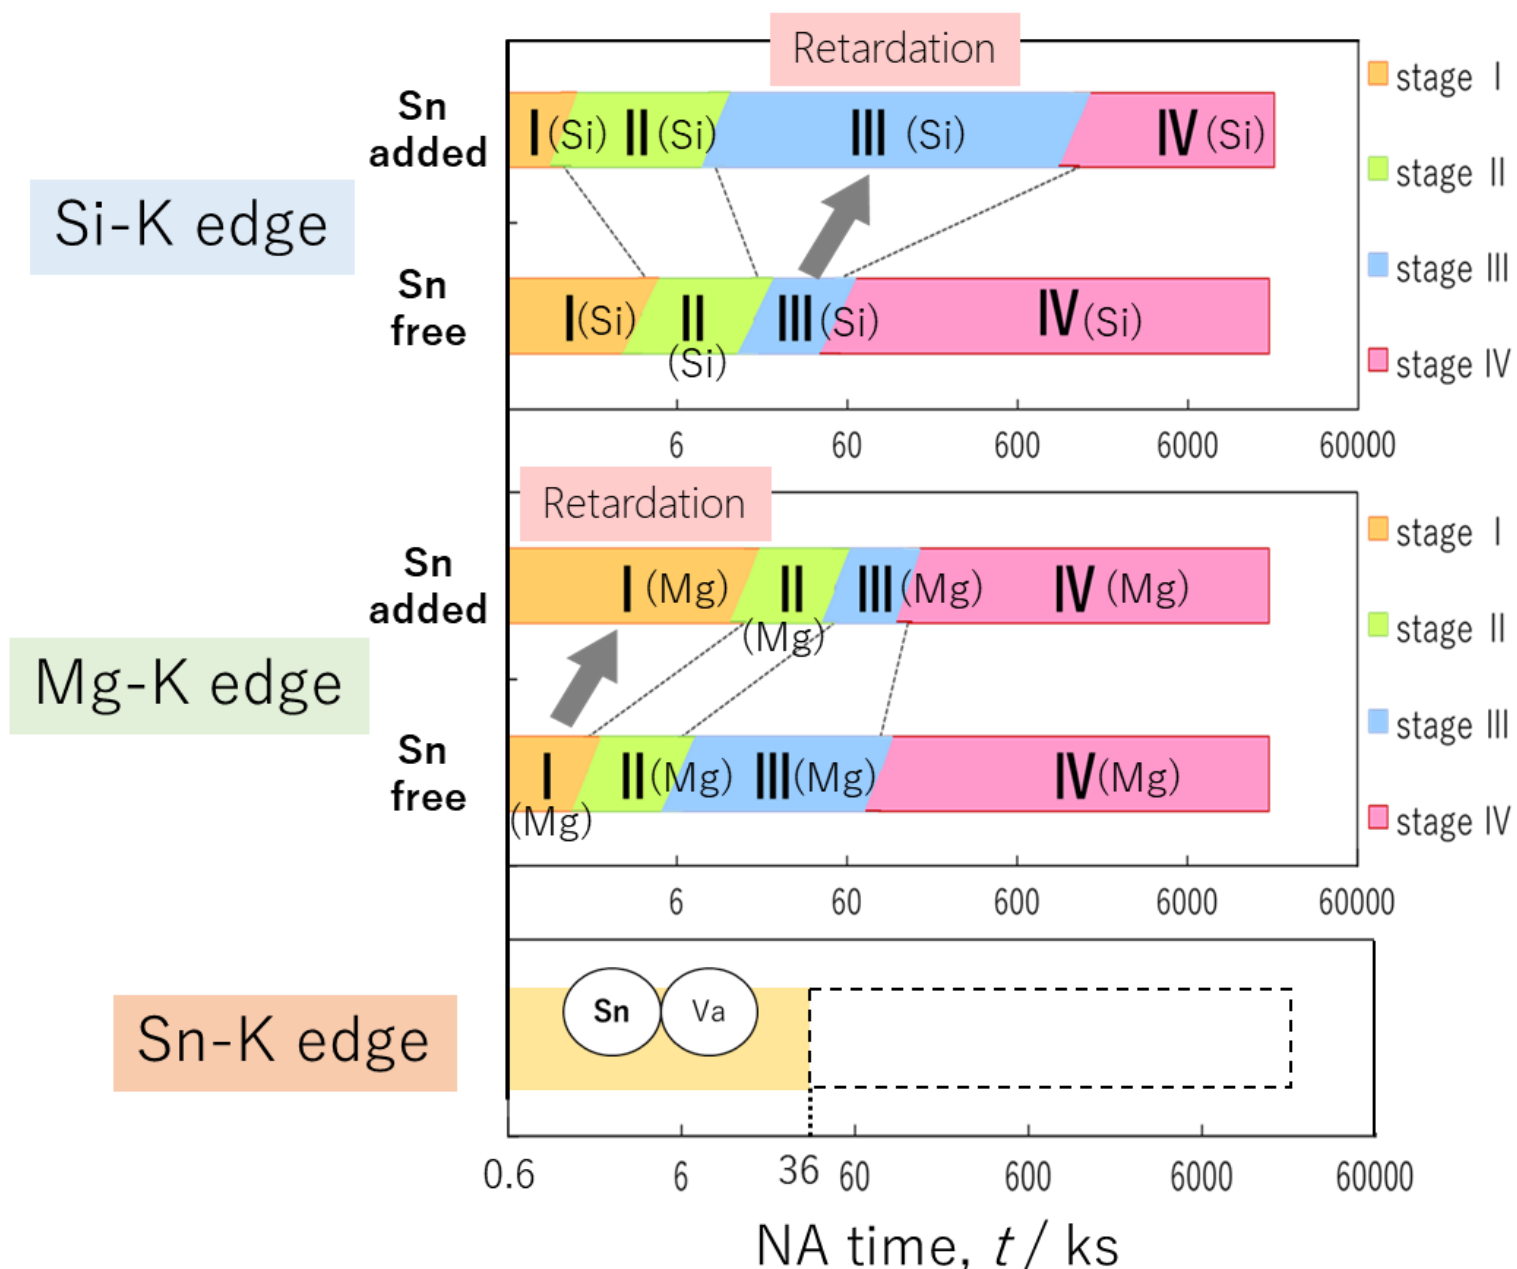 Retardation
Sn
added
I (Si)
II (Si)
III (Si)
IV (Si)
stage I
stage II
stage III
stage IV
Si-K edge
Sn
free
I(Si)
II
(Si)
III(Si)
IV(Si)
6
60
600
6000
60000
Retardation
Sn
added
I (Mg)
II
(Mg)
III(Mg)
IV (Mg)
stage I
stage II
stage III
stage IV
Mg-K edge
Sn
free
I
(Mg)
II(Mg)
III(Mg)
IV(Mg)
6
60
600
6000
60000
Sn-K edge
Sn
Va
0.6
6
36
60
600
6000
60000
NA time, t / ks